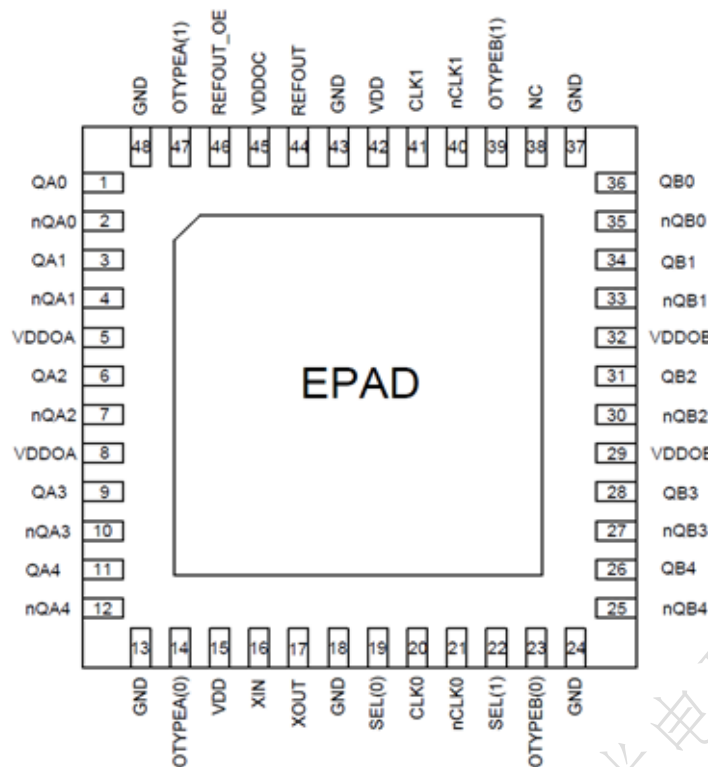 GND OTYPEA(1) REFOUT_OE VDDOC REFOUT GND VDD CLK1 nCLK1 OTYPEB(1) NC GND
48 47 46 45 44 43 42 41 40 39 38 37
QA0 1 36 QB0
nQA0 2 35 nQB0
QA1 3 34 QB1
nQA1 4 33 nQB1
VDDOA 5 32 VDDOB
QA2 6 31 QB2
EPAD
nQA2 7 30 nQB2
VDDOA 8 29 VDDOB
QA3 9 28 QB3
nQA3 10 27 nQB3
QA4 11 26 QB4
nQA4 12 25 nQB4
13 14 15 16 17 18 19 20 21 22 23 24
GND OTYPEA(0) VDD XIN XOUT GND SEL(0) CLK0 nCLK0 SEL(1) OTYPEB(0) GND